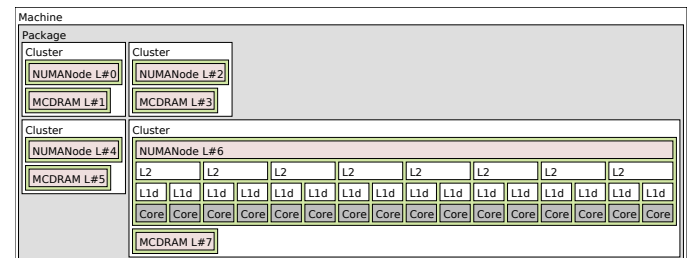 Machine
Package
Cluster Cluster
NUMANode L#0 NUMANode L#2
MCDRAM L#1 MCDRAM L#3
Cluster Cluster
NUMANode L#4 NUMANode L#6
MCDRAM L#5 L2 L2 L2 L2 L2 L2 L2 L2
L1d L1d L1d L1d L1d L1d L1d L1d L1d L1d L1d L1d L1d L1d L1d L1d
Core Core Core Core Core Core Core Core Core Core Core Core Core Core Core Core
MCDRAM L#7